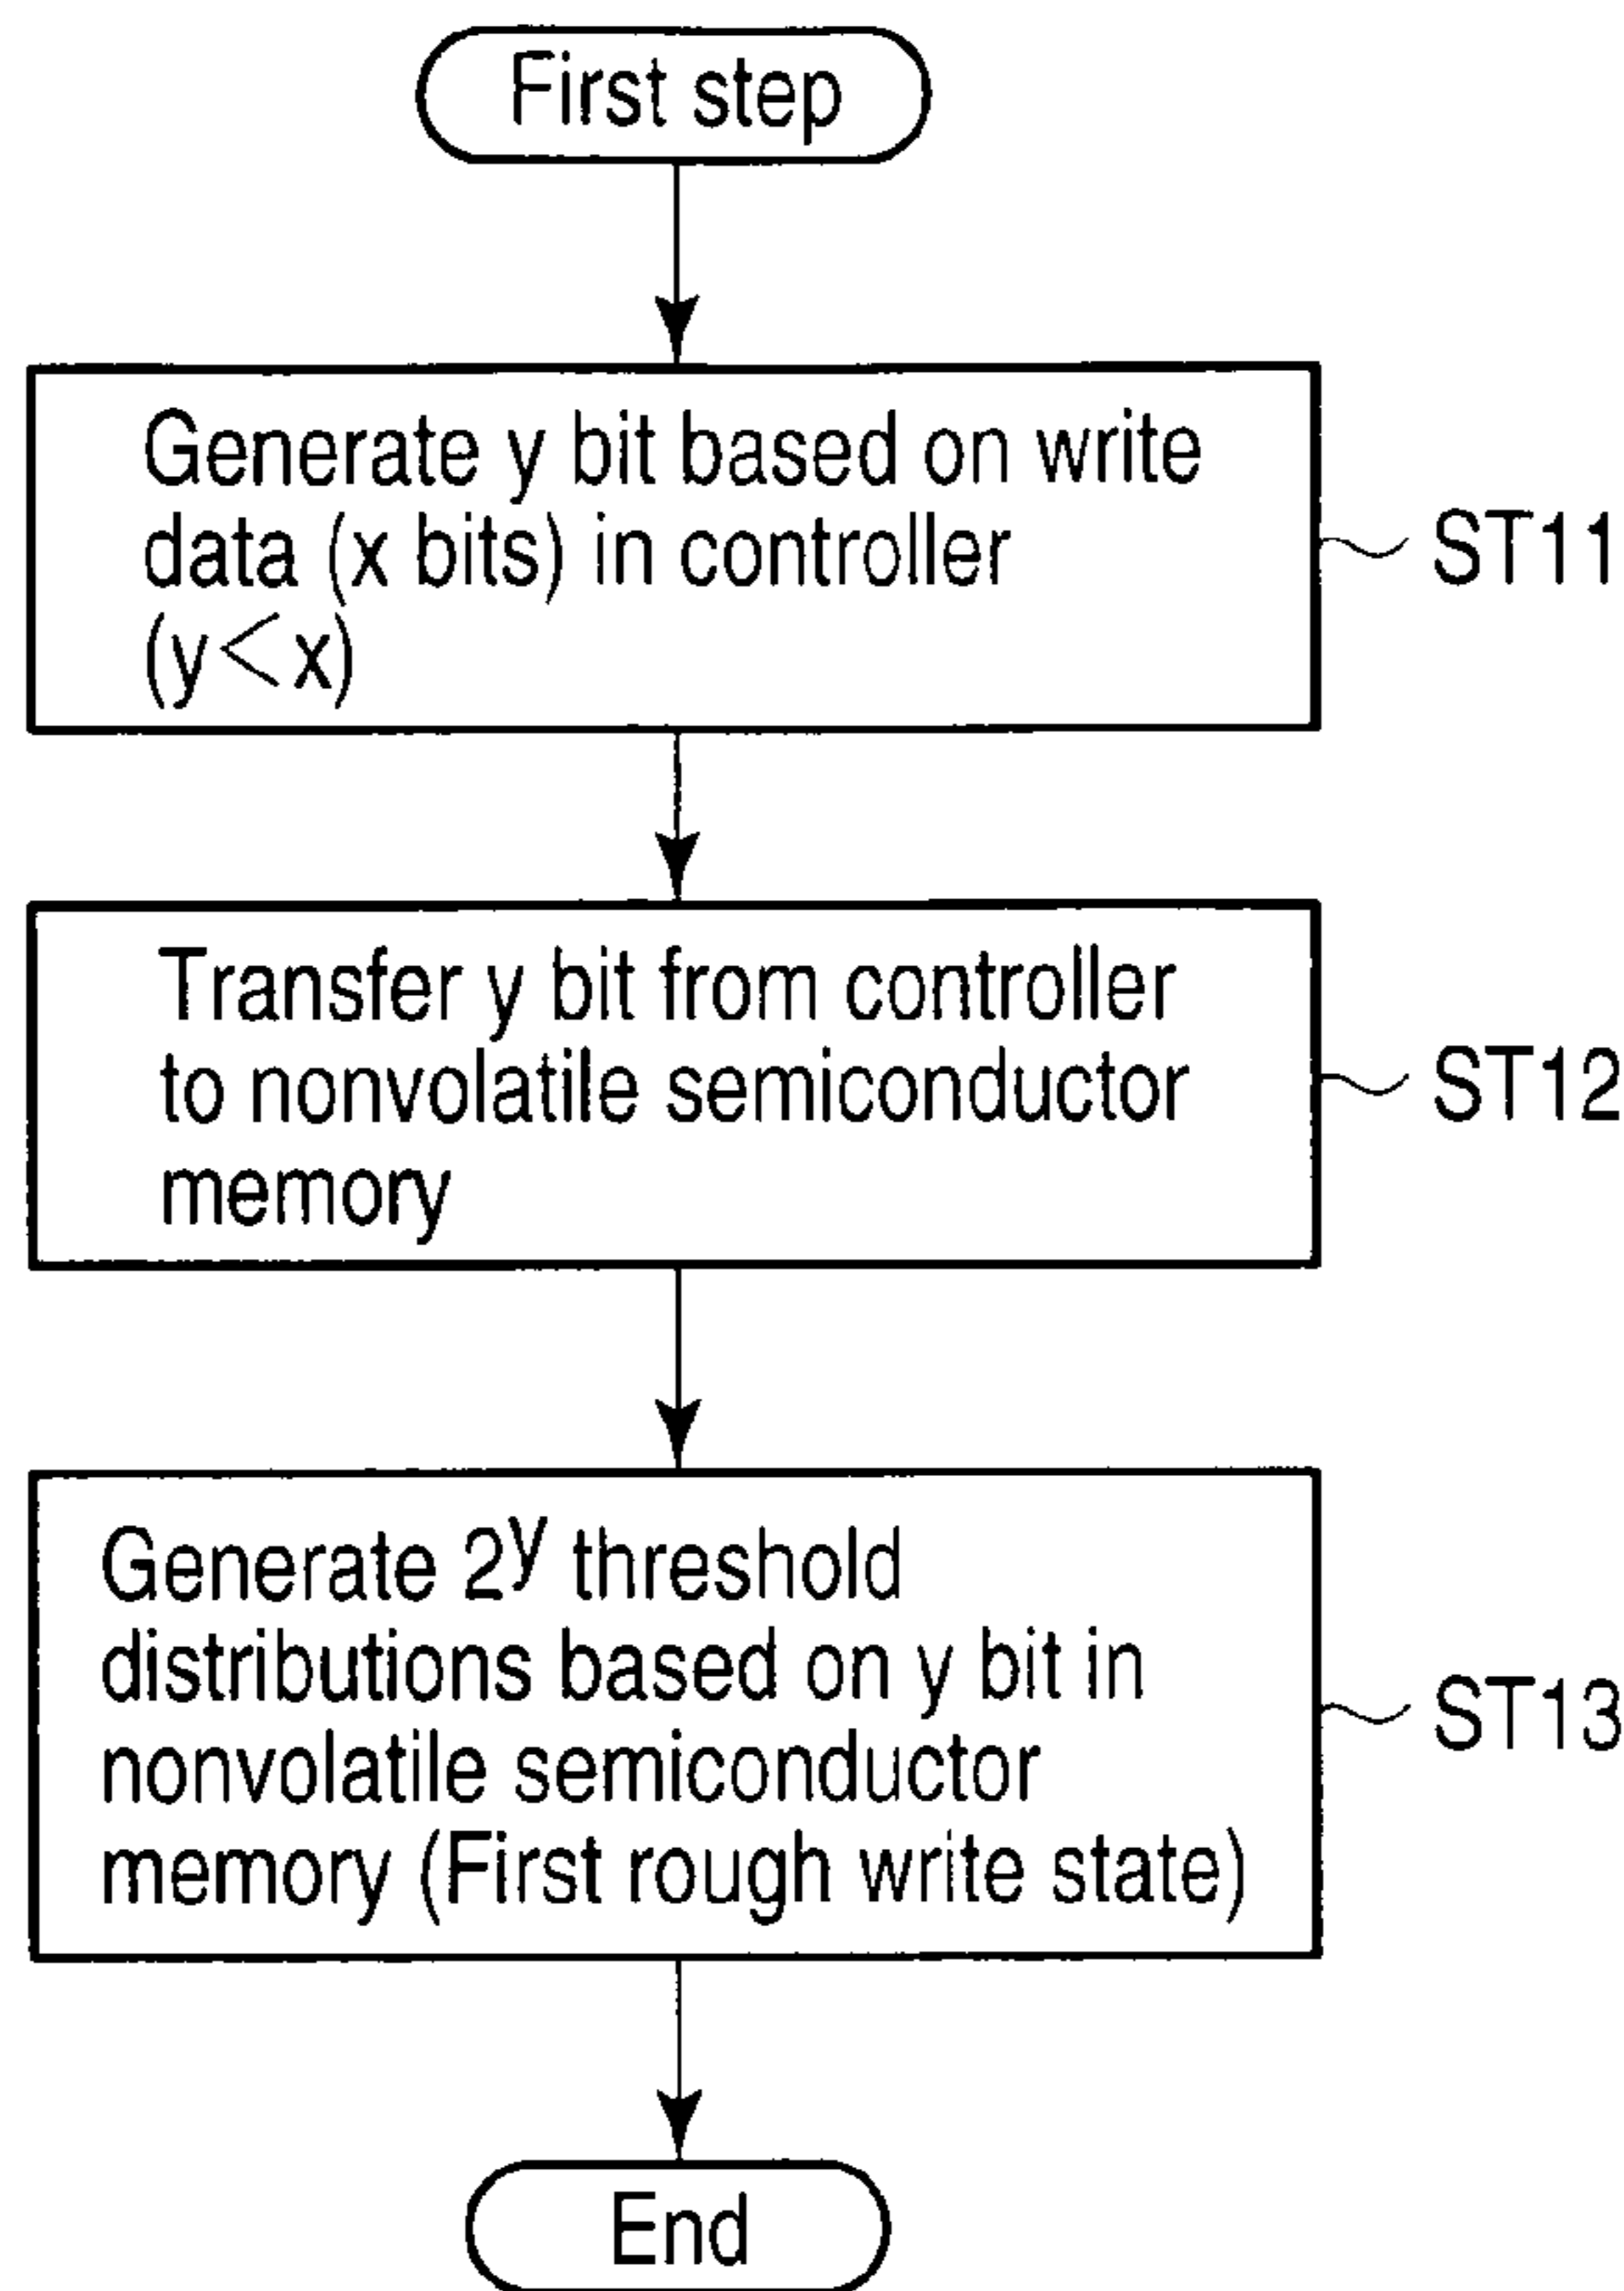 First step
Generate y bit based on write
data (x bits) in controller
(y<x)
ST11
Transfer y bit from controller
to nonvolatile semiconductor
memory
ST12
Generate 2^y threshold
distributions based on y bit in
nonvolatile semiconductor
memory (First rough write state)
ST13
End